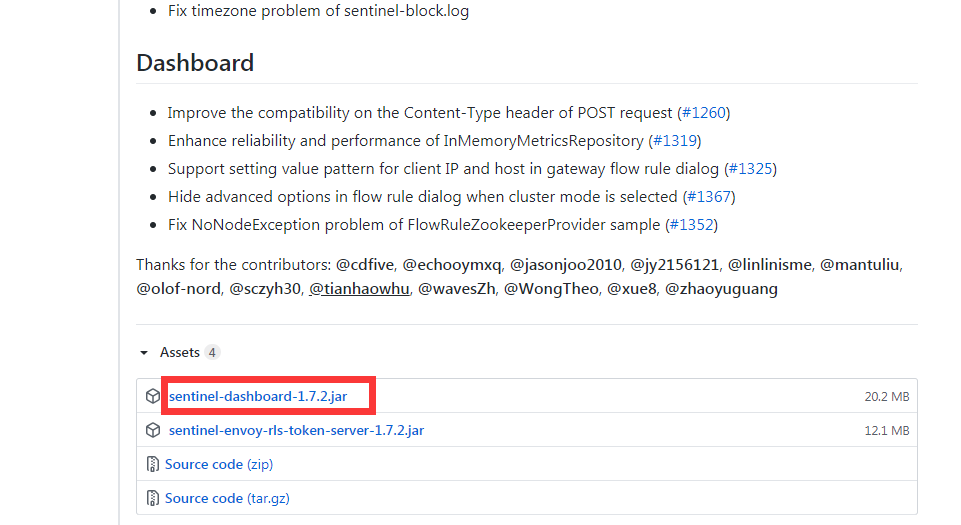 Fix timezone problem of sentinel-block.log
Dashboard
Improve the compatibility on the Content-Type header of POST request (#1260)
Enhance reliability and performance of InMemoryMetricsRepository (#1319)
Support setting value pattern for client IP and host in gateway flow rule dialog (#1325)
Hide advanced options in flow rule dialog when cluster mode is selected (#1367)
Fix NoNodeException problem of FlowRuleZookeeperProvider sample (#1352)
Thanks for the contributors: @cdfive, @echooymxq, @jasonjoo2010, @jy2156121, @linlinisme, @mantuliu,
@olof-nord, @sczyh30, @tianhaowhu, @wavesZh, @WongTheo, @xue8, @zhaoyuguang
Assets 4
sentinel-dashboard-1.7.2.jar 20.2 MB
sentinel-envoy-rls-token-server-1.7.2.jar 12.1 MB
Source code (zip)
Source code (tar.gz)